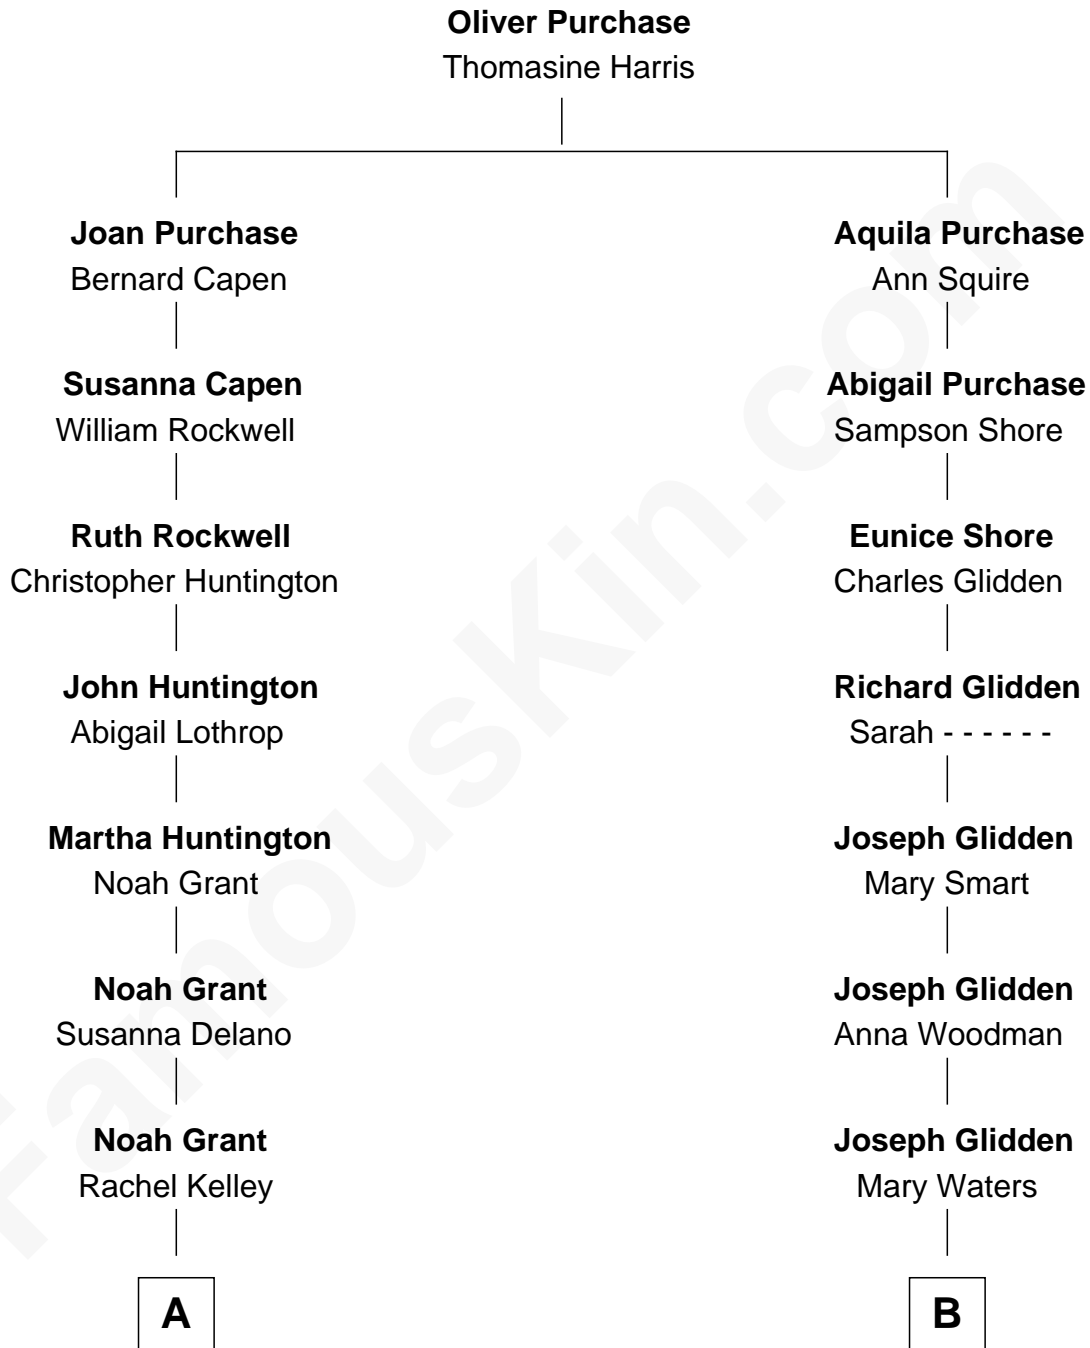 Oliver Purchase
Thomasine Harris
Joan Purchase
Bernard Capen
Aquila Purchase
Ann Squire
Susanna Capen
William Rockwell
Abigail Purchase
Sampson Shore
Ruth Rockwell
Christopher Huntington
Eunice Shore
Charles Glidden
John Huntington
Abigail Lothrop
Richard Glidden
Sarah - - - - - -
Martha Huntington
Noah Grant
Joseph Glidden
Mary Smart
Noah Grant
Susanna Delano
Joseph Glidden
Anna Woodman
Noah Grant
Rachel Kelley
Joseph Glidden
Mary Waters
A
B
FamousKin.com